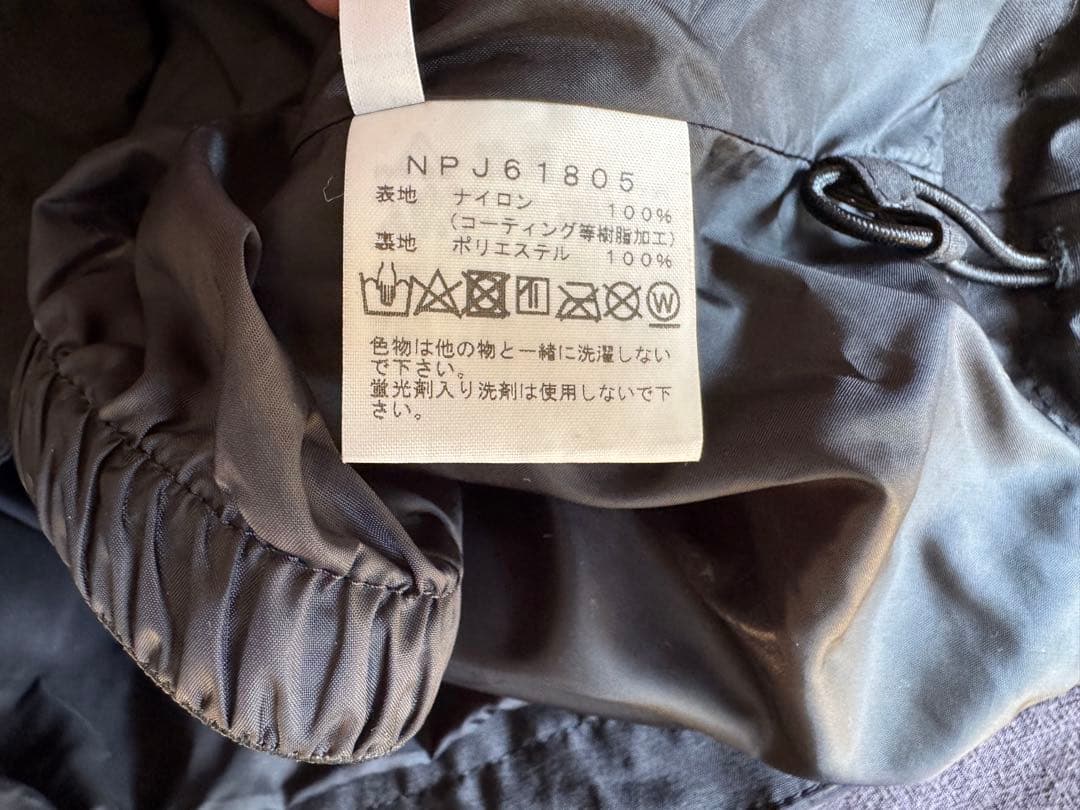 NPJ61805
表地 ナイロン 100%
(コーティング等樹脂加工)
裏地 ポリエステル 100%
W
色物は他の物と一緒に洗濯しない
で下さい。
蛍光剤入り洗剤は使用しないで下
さい。